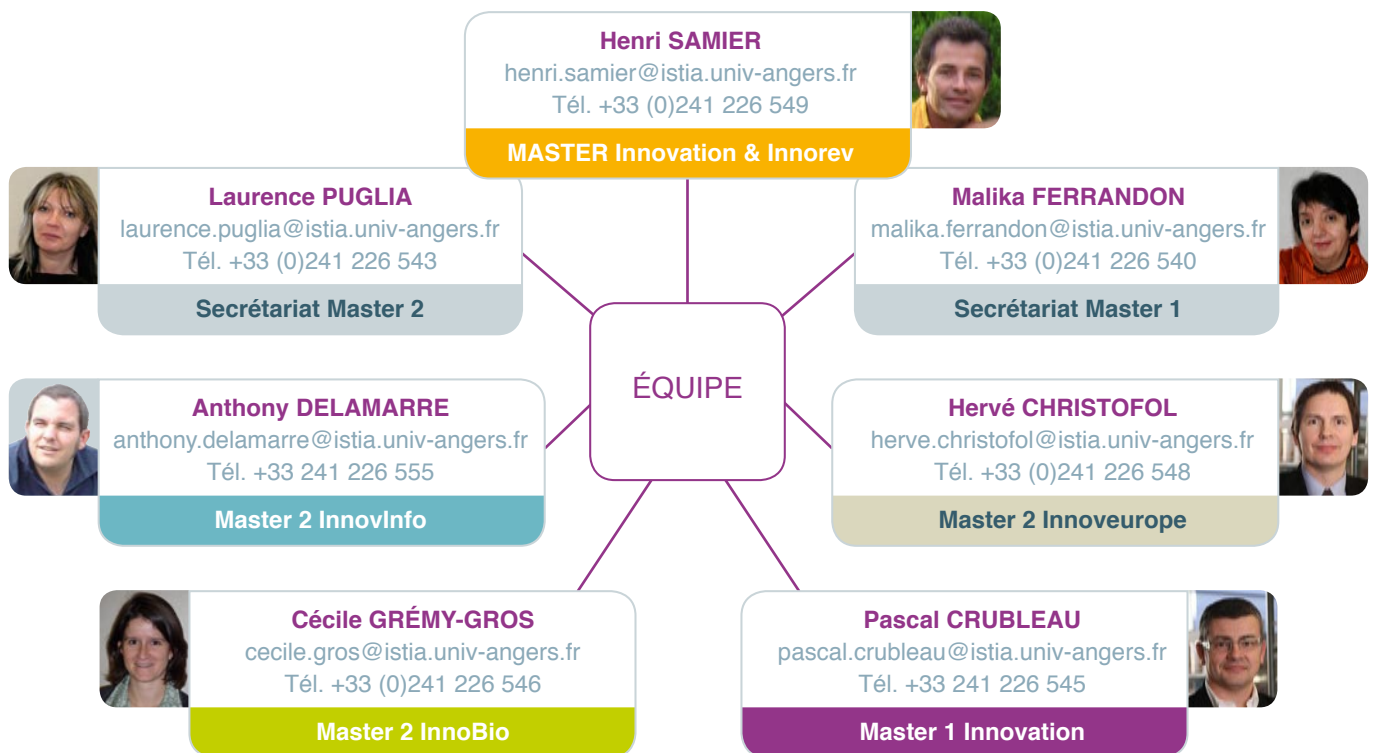 Henri SAMIER
henri.samier@istia.univ-angers.fr
Tél. +33 (0)241 226 549
MASTER Innovation & Innorev
Laurence PUGLIA
laurence.puglia@istia.univ-angers.fr
Tél. +33 (0)241 226 543
Secrétariat Master 2
Malika FERRANDON
malika.ferrandon@istia.univ-angers.fr
Tél. +33 (0)241 226 540
Secrétariat Master 1
ÉQUIPE
Anthony DELAMARRE
anthony.delamarre@istia.univ-angers.fr
Tél. +33 241 226 555
Master 2 InnovInfo
Hervé CHRISTOFOL
herve.christofol@istia.univ-angers.fr
Tél. +33 (0)241 226 548
Master 2 Innoveurope
Cécile GRÉMY-GROS
cecile.gros@istia.univ-angers.fr
Tél. +33 (0)241 226 546
Master 2 InnoBio
Pascal CRUBLEAU
pascal.crubleau@istia.univ-angers.fr
Tél. +33 241 226 545
Master 1 Innovation